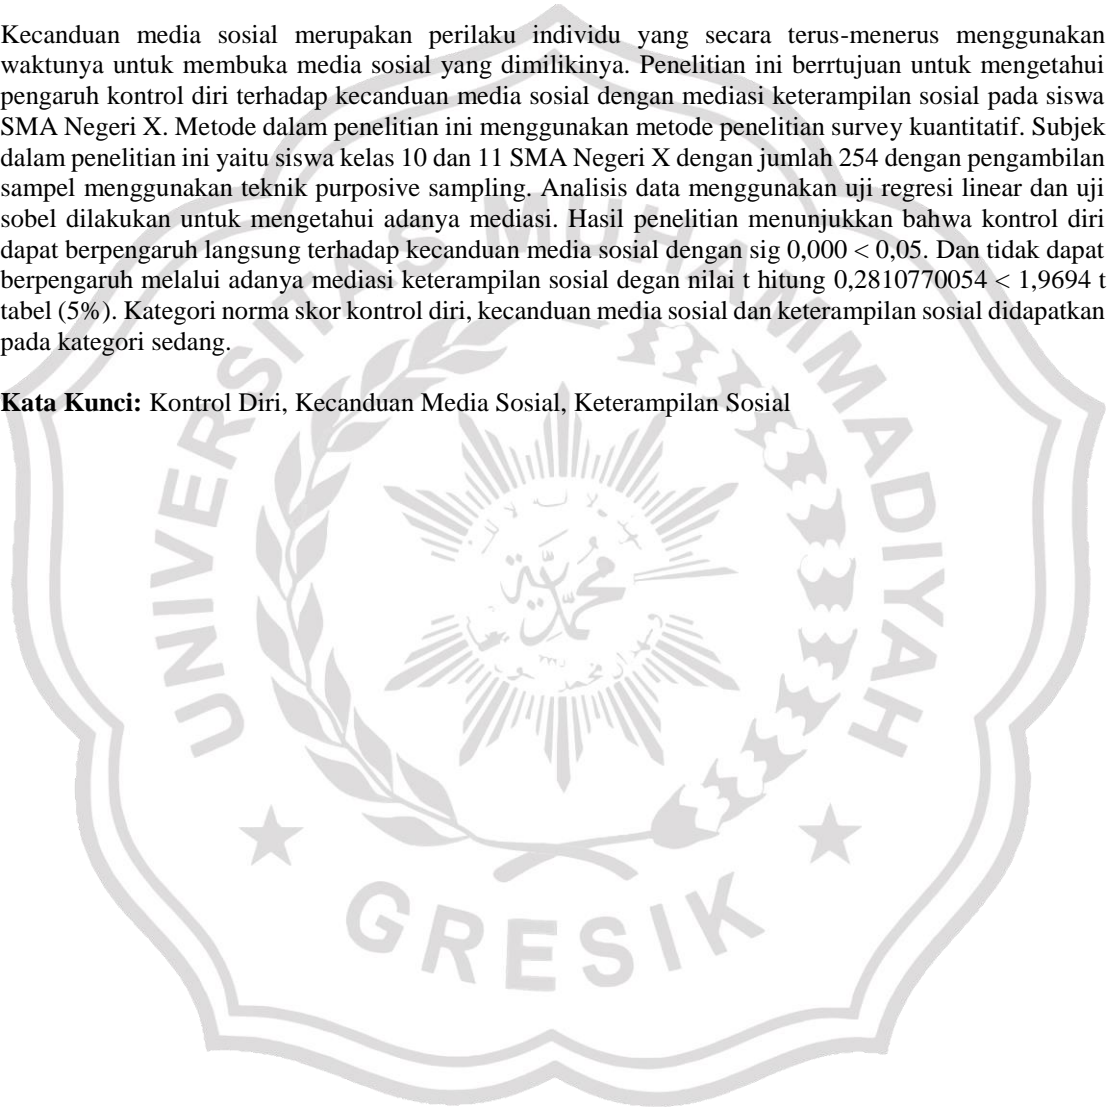 Kecanduan media sosial merupakan perilaku individu yang secara terus-menerus menggunakan
waktunya untuk membuka media sosial yang dimilikinya. Penelitian ini berrtujuan untuk mengetahui
pengaruh kontrol diri terhadap kecanduan media sosial dengan mediasi keterampilan sosial pada siswa
SMA Negeri X. Metode dalam penelitian ini menggunakan metode penelitian survey kuantitatif. Subjek
dalam penelitian ini yaitu siswa kelas 10 dan 11 SMA Negeri X dengan jumlah 254 dengan pengambilan
sampel menggunakan teknik purposive sampling. Analisis data menggunakan uji regresi linear dan uji
sobel dilakukan untuk mengetahui adanya mediasi. Hasil penelitian menunjukkan bahwa kontrol diri
dapat berpengaruh langsung terhadap kecanduan media sosial dengan sig 0,000 < 0,05. Dan tidak dapat
berpengaruh melalui adanya mediasi keterampilan sosial degan nilai t hitung 0,2810770054 < 1,9694 t
tabel (5%). Kategori norma skor kontrol diri, kecanduan media sosial dan keterampilan sosial didapatkan
pada kategori sedang.
Kata Kunci: Kontrol Diri, Kecanduan Media Sosial, Keterampilan Sosial
UNIVERSITAS MUHAMMADIYAH
GRESIK